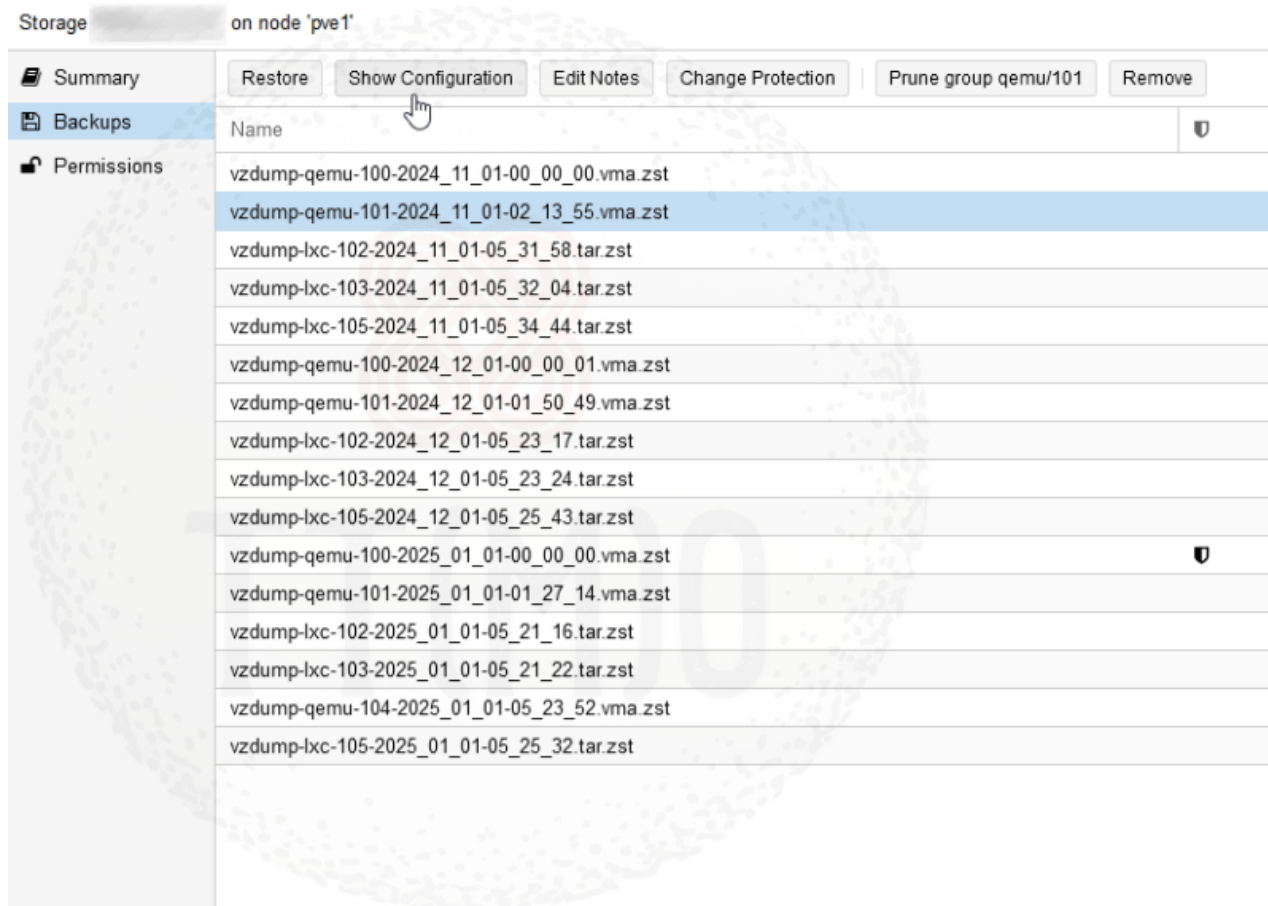 Storage on node 'pve1'
Summary
Backups
Permissions
Restore Show Configuration Edit Notes Change Protection Prune group qemu/101 Remove
Name
vzdump-qemu-100-2024_11_01-00_00_00.vma.zst
vzdump-qemu-101-2024_11_01-02_13_55.vma.zst
vzdump-lxc-102-2024_11_01-05_31_58.tar.zst
vzdump-lxc-103-2024_11_01-05_32_04.tar.zst
vzdump-lxc-105-2024_11_01-05_34_44.tar.zst
vzdump-qemu-100-2024_12_01-00_00_01.vma.zst
vzdump-qemu-101-2024_12_01-01_50_49.vma.zst
vzdump-lxc-102-2024_12_01-05_23_17.tar.zst
vzdump-lxc-103-2024_12_01-05_23_24.tar.zst
vzdump-lxc-105-2024_12_01-05_25_43.tar.zst
vzdump-qemu-100-2025_01_01-00_00_00.vma.zst
vzdump-qemu-101-2025_01_01-01_27_14.vma.zst
vzdump-lxc-102-2025_01_01-05_21_16.tar.zst
vzdump-lxc-103-2025_01_01-05_21_22.tar.zst
vzdump-qemu-104-2025_01_01-05_23_52.vma.zst
vzdump-lxc-105-2025_01_01-05_25_32.tar.zst